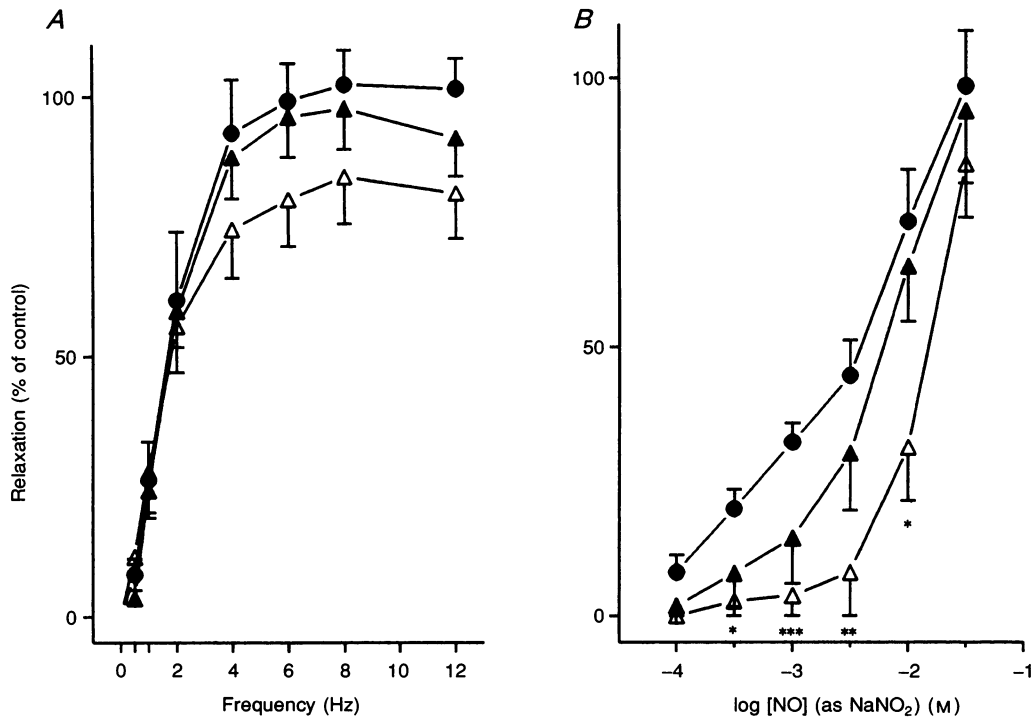 A
Relaxation (% of control)
100
50
0
0 2 4 6 8 10 12
Frequency (Hz)
B
100
50
0
* *** ** *
−4 −3 −2 −1
log [NO] (as NaNO₂) (M)